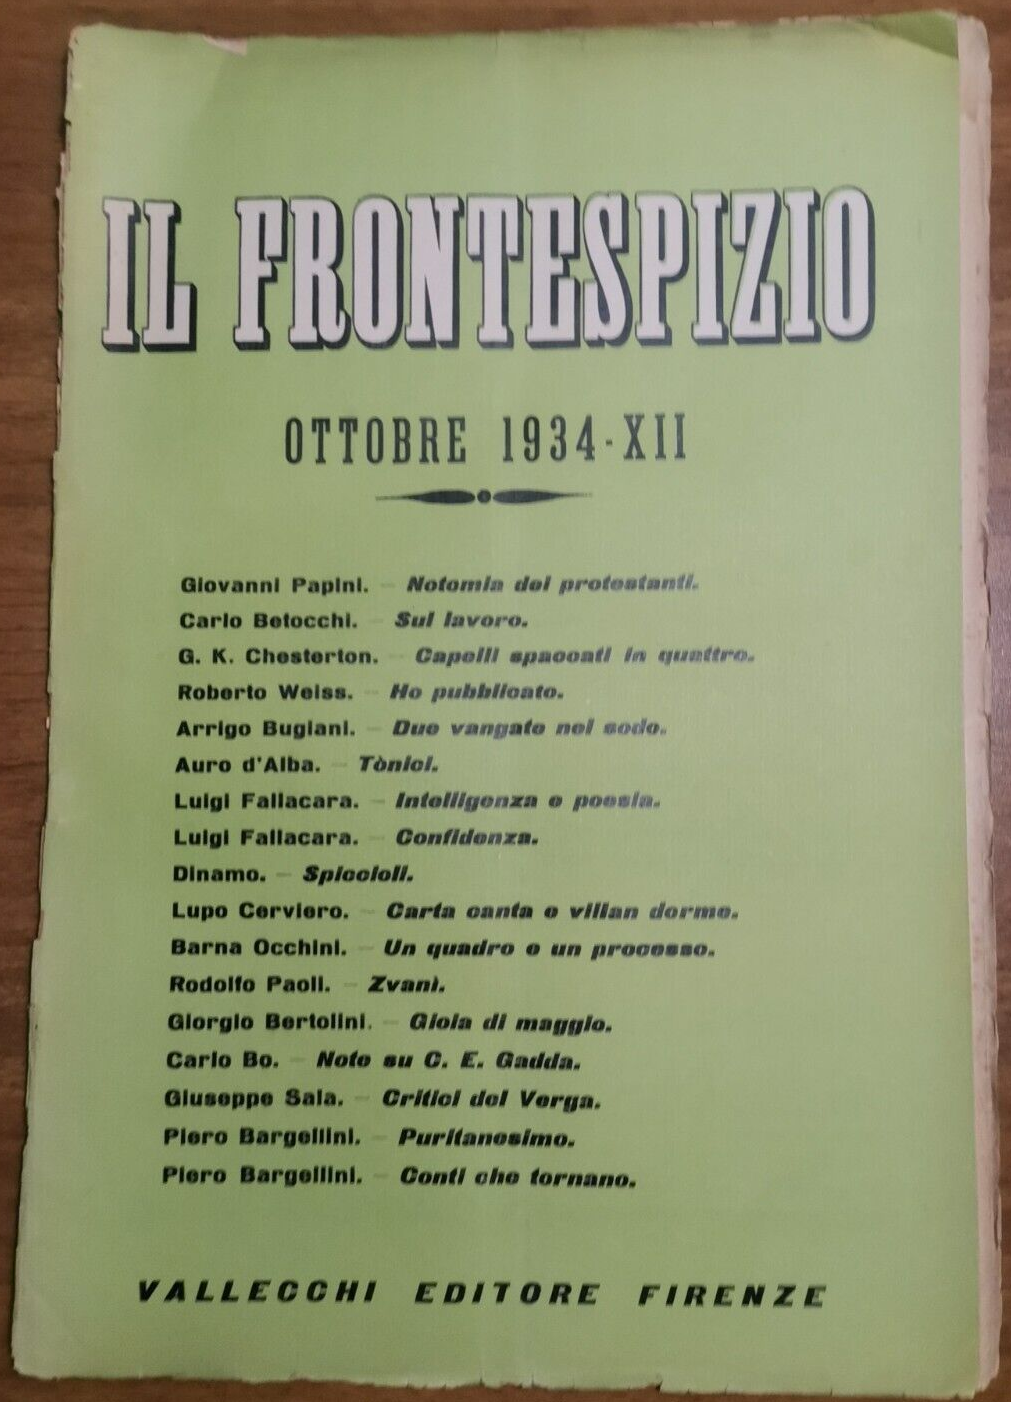 IL FRONTESPIZIO
OTTOBRE 1934-XII
Giovanni Papini. — Notomia dei protestanti.
Carlo Betocchi. — Sul lavoro.
G. K. Chesterton. — Capelli spaccati in quattro.
Roberto Weiss. — Ho pubblicato.
Arrigo Bugiani. — Due vangate nel sodo.
Auro d'Alba. — Tònici.
Luigi Fallacara. — Intelligenza e poesia.
Luigi Fallacara. — Confidenza.
Dinamo. — Spiccioli.
Lupo Cerviero. — Carta canta e villan dorme.
Barna Occhini. — Un quadro e un processo.
Rodolfo Paoli. — Zvanì.
Giorgio Bertolini. — Gioia di maggio.
Carlo Bo. — Note su C. E. Gadda.
Giuseppe Sala. — Critici del Verga.
Piero Bargellini. — Puritanesimo.
Piero Bargellini. — Conti che tornano.
VALLECCHI EDITORE FIRENZE